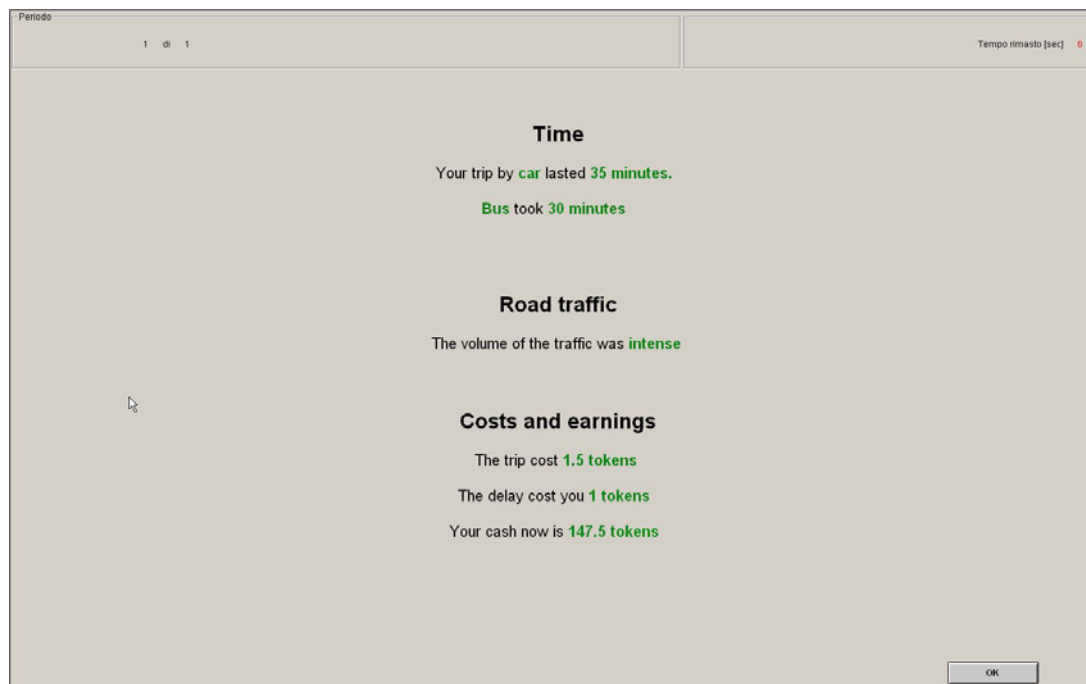 Periodo
1 di 1
Tempo rimasto [sec] 6
Time
Your trip by car lasted 35 minutes.
Bus took 30 minutes
Road traffic
The volume of the traffic was intense
Costs and earnings
The trip cost 1.5 tokens
The delay cost you 1 tokens
Your cash now is 147.5 tokens
OK